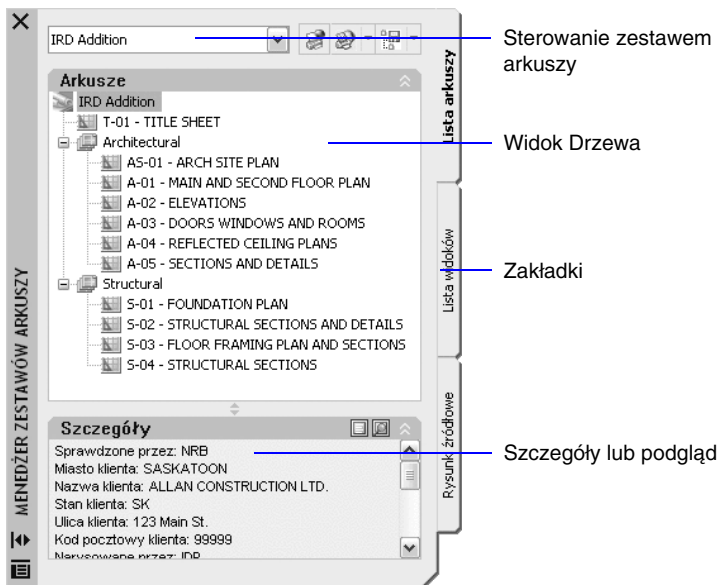 IRD Addition
Sterowanie zestawem
arkuszy
Arkusze
IRD Addition
T-01 - TITLE SHEET
Architectural
AS-01 - ARCH SITE PLAN
A-01 - MAIN AND SECOND FLOOR PLAN
A-02 - ELEVATIONS
A-03 - DOORS WINDOWS AND ROOMS
A-04 - REFLECTED CEILING PLANS
A-05 - SECTIONS AND DETAILS
Structural
S-01 - FOUNDATION PLAN
S-02 - STRUCTURAL SECTIONS AND DETAILS
S-03 - FLOOR FRAMING PLAN AND SECTIONS
S-04 - STRUCTURAL SECTIONS
Lista arkuszy
Widok Drzewa
Lista widoków
Zakładki
Rysunki źródłowe
MENEDŻER ZESTAWÓW ARKUSZY
Szczegóły
Sprawdzone przez: NRB
Miasto klienta: SASKATOON
Nazwa klienta: ALLAN CONSTRUCTION LTD.
Stan klienta: SK
Ulica klienta: 123 Main St.
Kod pocztowy klienta: 99999
Narysowane przez: JDP
Szczegóły lub podgląd